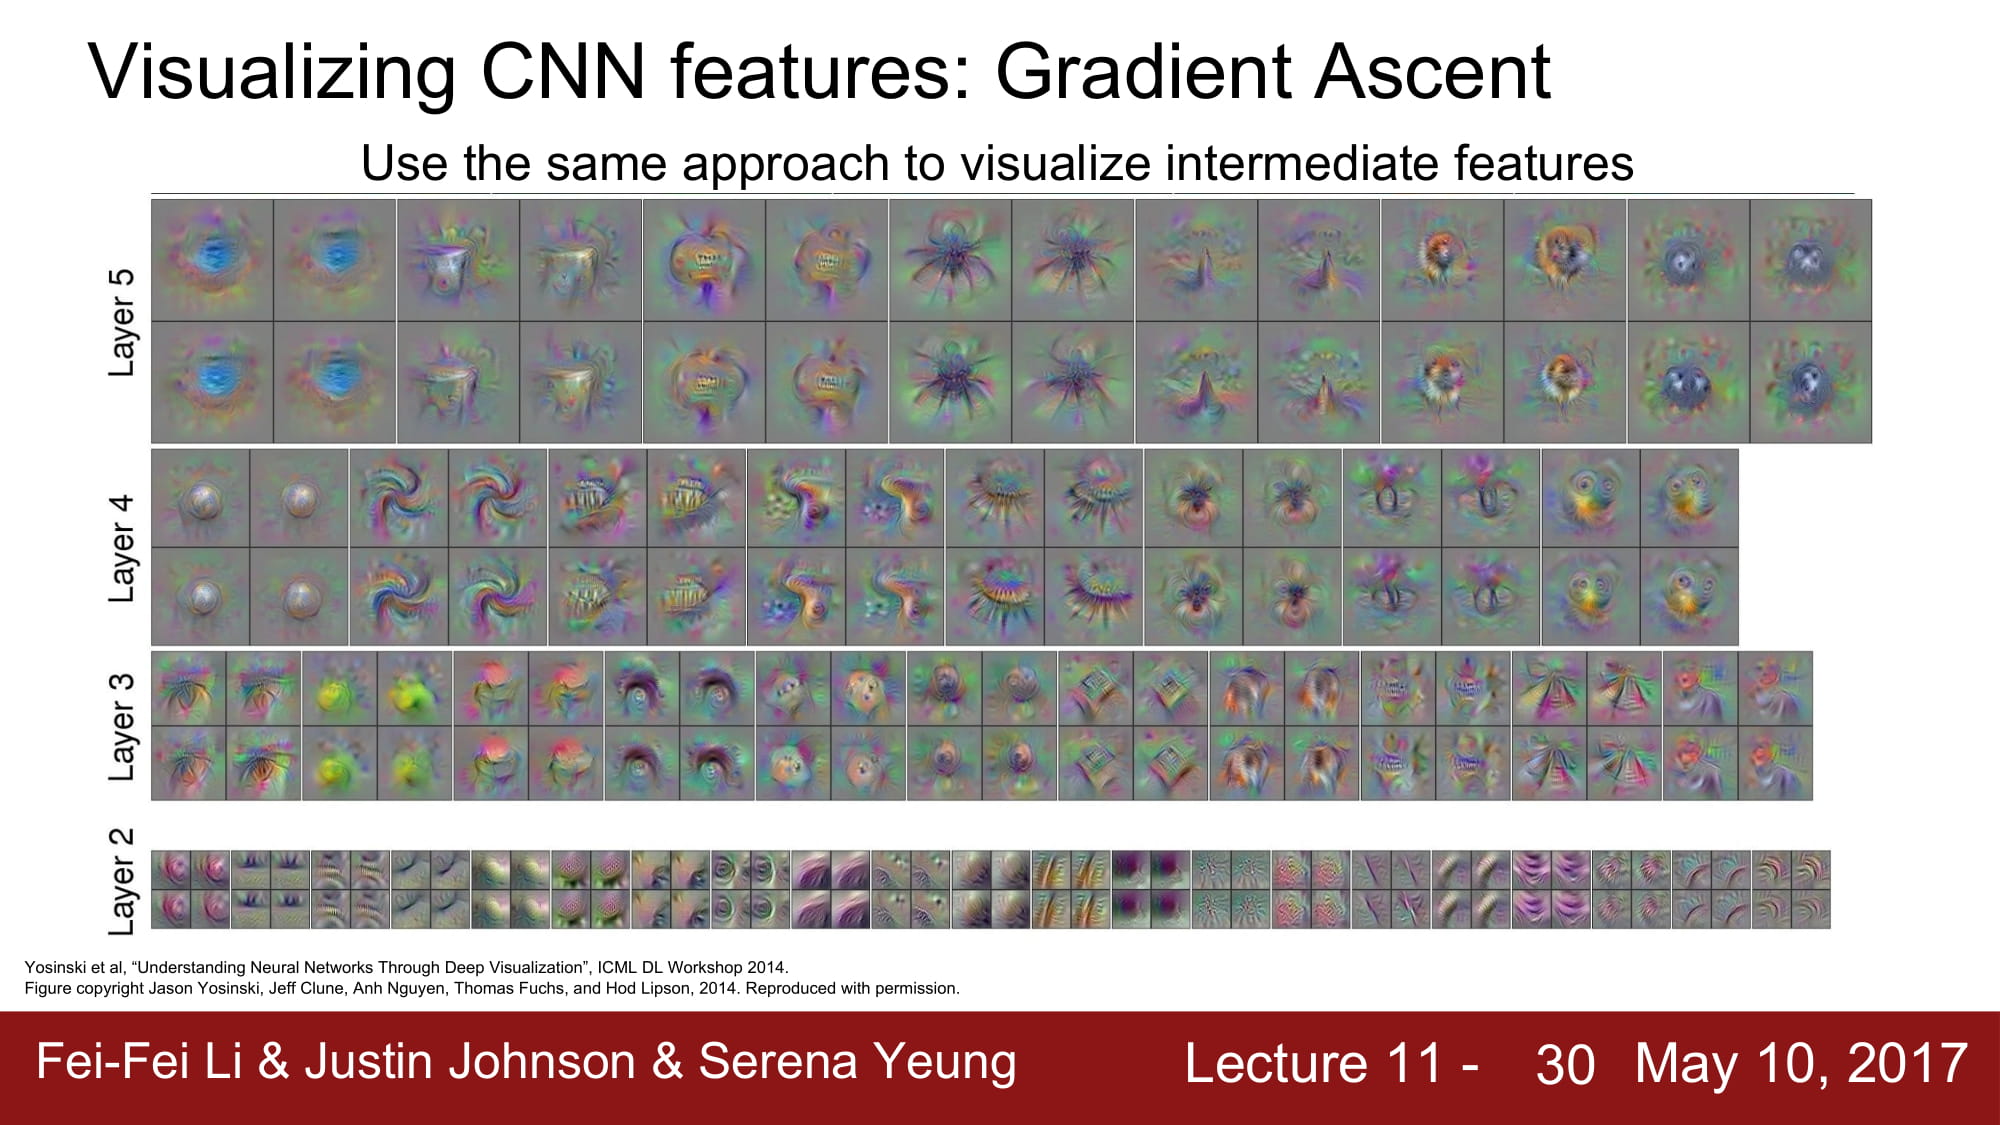 Visualizing CNN features: Gradient Ascent
Use the same approach to visualize intermediate features
Layer 5
Layer 4
Layer 3
Layer 2
Yosinski et al, “Understanding Neural Networks Through Deep Visualization”, ICML DL Workshop 2014.
Figure copyright Jason Yosinski, Jeff Clune, Anh Nguyen, Thomas Fuchs, and Hod Lipson, 2014. Reproduced with permission.
Fei-Fei Li & Justin Johnson & Serena Yeung Lecture 11 - 30 May 10, 2017